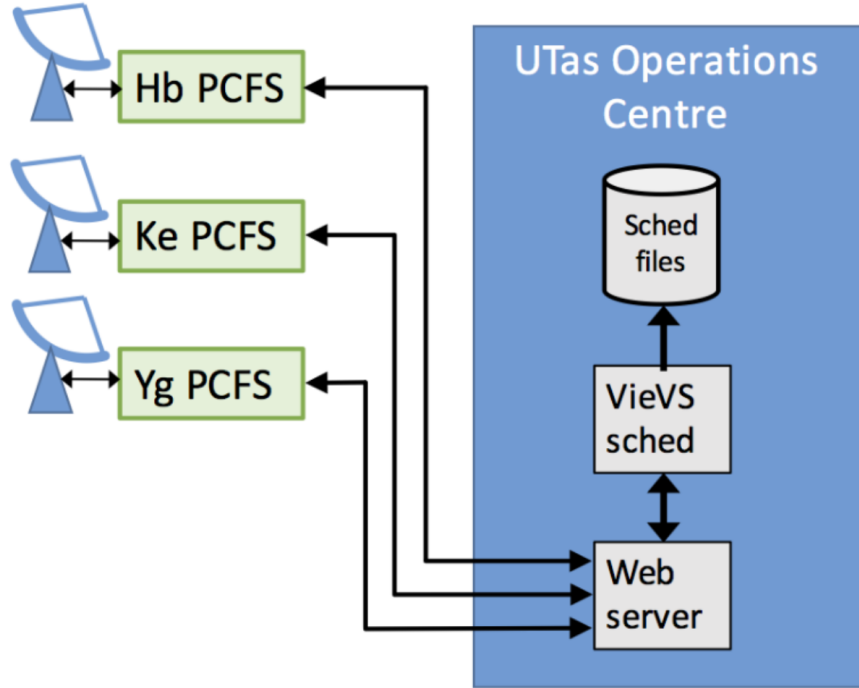 Hb PCFS
Ke PCFS
Yg PCFS
UTas Operations
Centre
Sched
files
VieVS
sched
Web
server